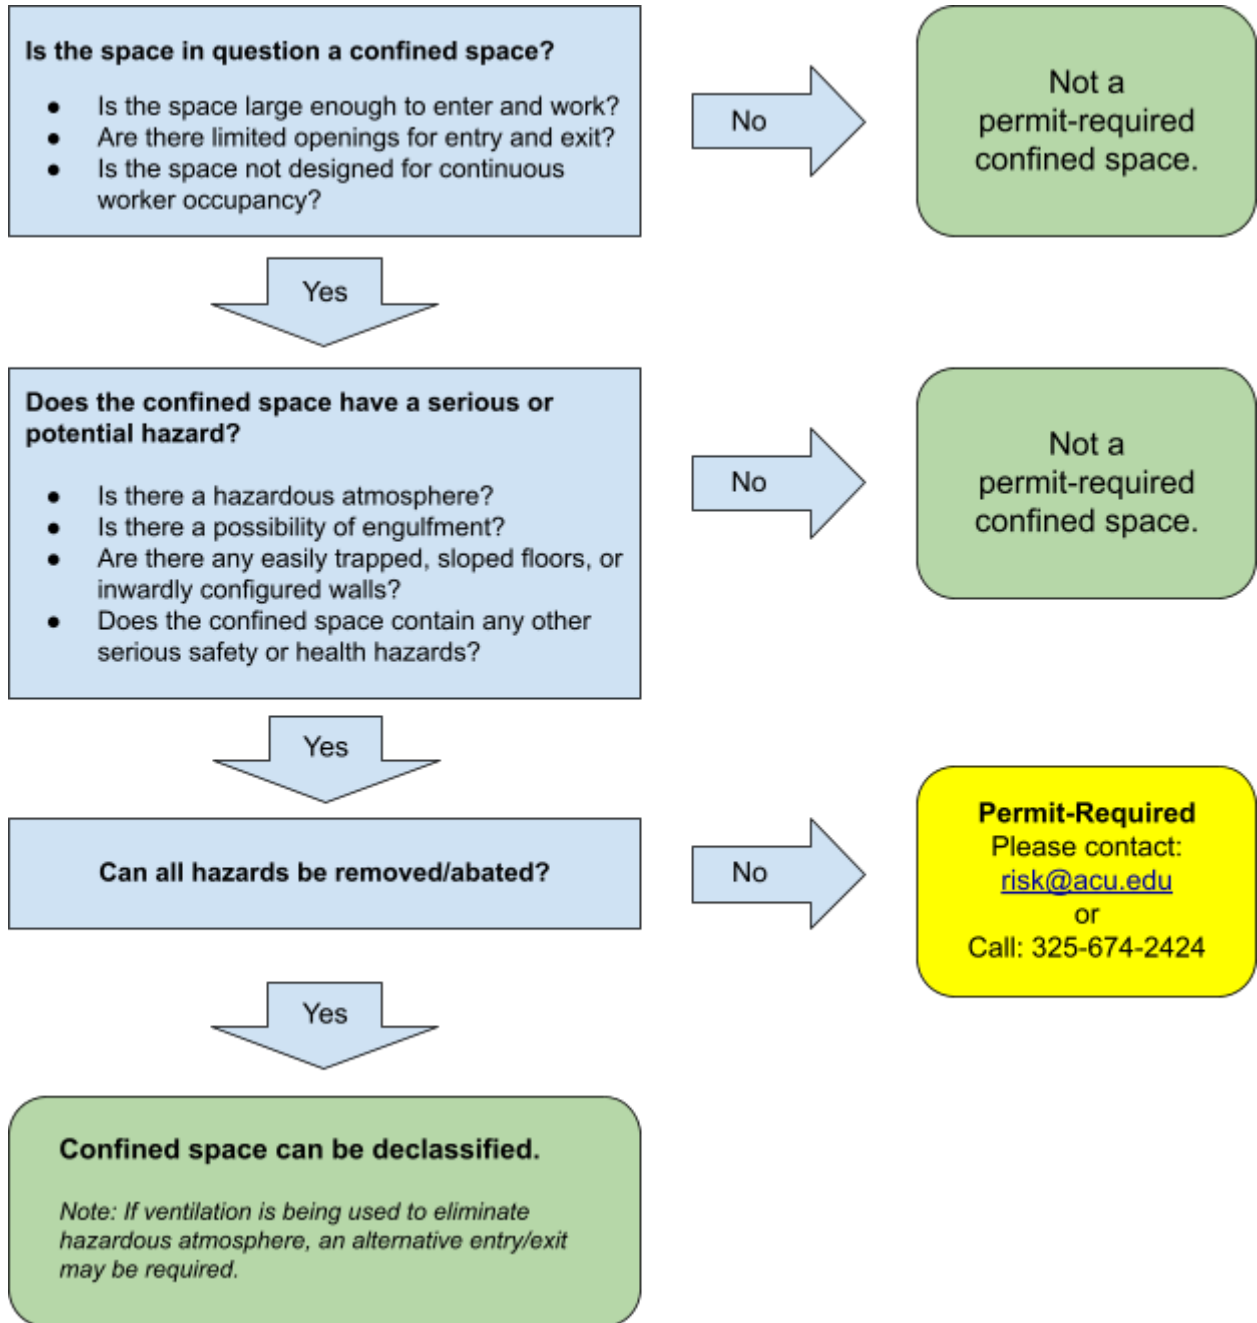 Is the space in question a confined space?
● Is the space large enough to enter and work?
● Are there limited openings for entry and exit?
● Is the space not designed for continuous
worker occupancy?
No
Not a
permit-required
confined space.
Yes
Does the confined space have a serious or
potential hazard?
● Is there a hazardous atmosphere?
● Is there a possibility of engulfment?
● Are there any easily trapped, sloped floors, or
inwardly configured walls?
● Does the confined space contain any other
serious safety or health hazards?
No
Not a
permit-required
confined space.
Yes
Can all hazards be removed/abated?
No
Permit-Required
Please contact:
risk@acu.edu
or
Call: 325-674-2424
Yes
Confined space can be declassified.
Note: If ventilation is being used to eliminate
hazardous atmosphere, an alternative entry/exit
may be required.